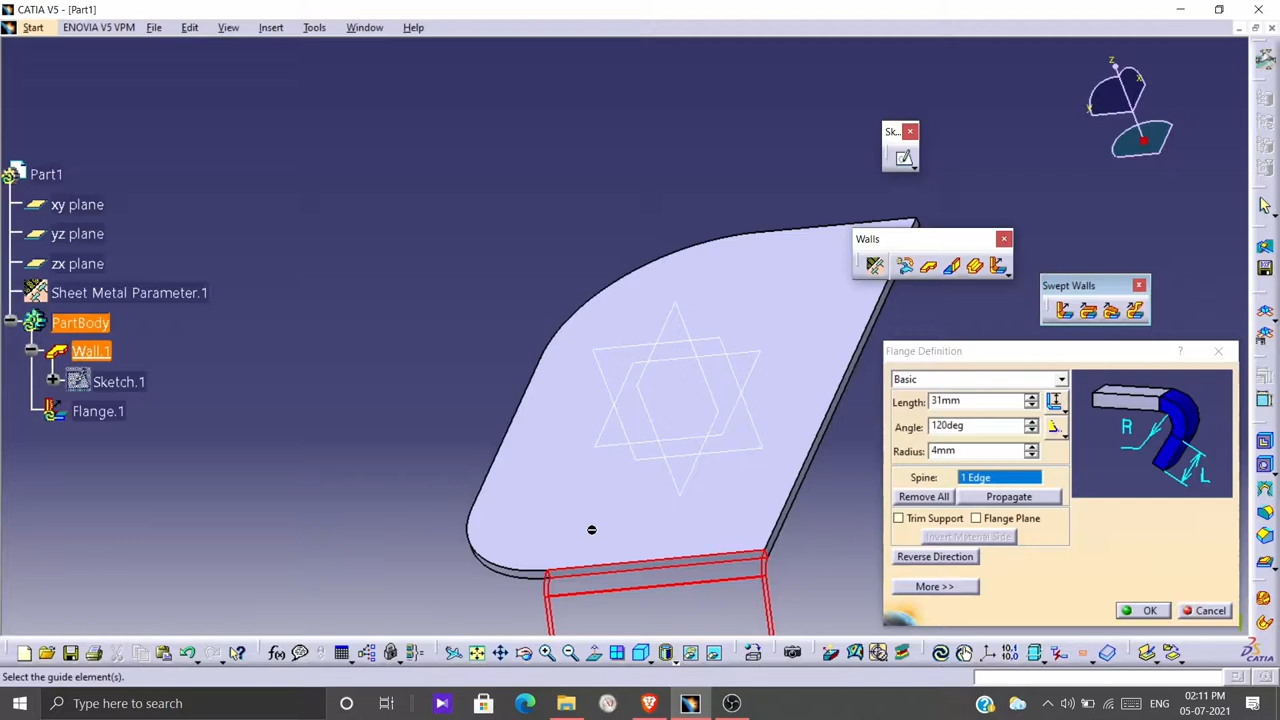 CATIA V5 - [Part1]
Start ENOVIA V5 VPM File Edit View Insert Tools Window Help
z
x
y
Sk...
Part1
xy plane
yz plane
zx plane
Sheet Metal Parameter.1
PartBody
Wall.1
Sketch.1
Flange.1
Walls
Swept Walls
Flange Definition ?
Basic
Length: 31mm
Angle: 120deg
Radius: 4mm
R
L
Spine: 1 Edge
Remove All Propagate
Trim Support Flange Plane
Invert Material Side
Reverse Direction
More >>
OK Cancel
f(x) 10.1
CATIA
Select the guide element(s).
Type here to search
ENG 02:11 PM
05-07-2021